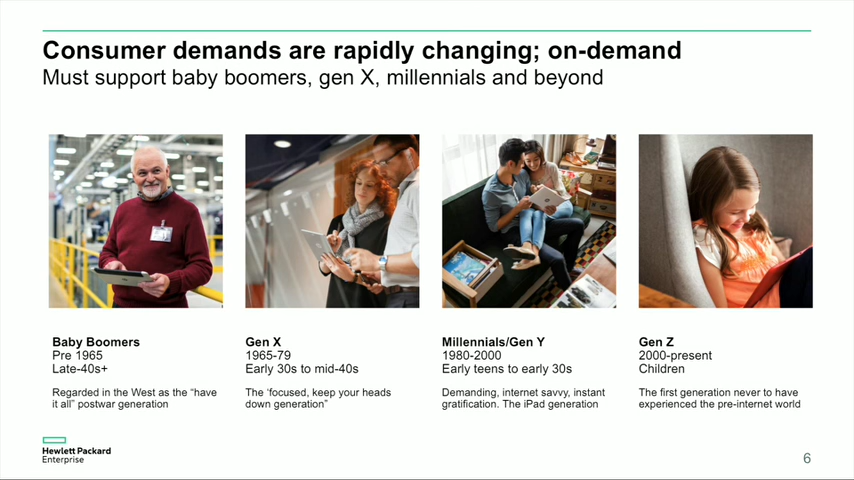 Consumer demands are rapidly changing; on-demand
Must support baby boomers, gen X, millennials and beyond
Baby Boomers
Pre 1965
Late-40s+
Regarded in the West as the “have
it all” postwar generation
Gen X
1965-79
Early 30s to mid-40s
The ‘focused, keep your heads
down generation”
Millennials/Gen Y
1980-2000
Early teens to early 30s
Demanding, internet savvy, instant
gratification. The iPad generation
Gen Z
2000-present
Children
The first generation never to have
experienced the pre-internet world
Hewlett Packard
Enterprise
6